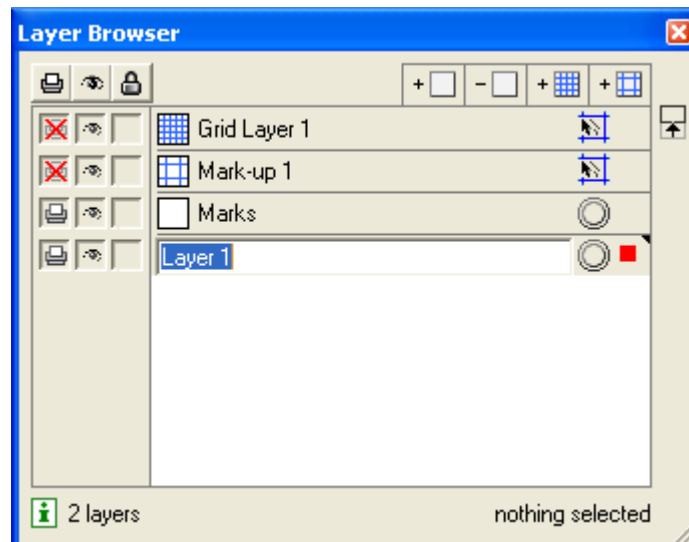 Layer Browser
+ - + +
Grid Layer 1
Mark-up 1
Marks
Layer 1
i 2 layers nothing selected